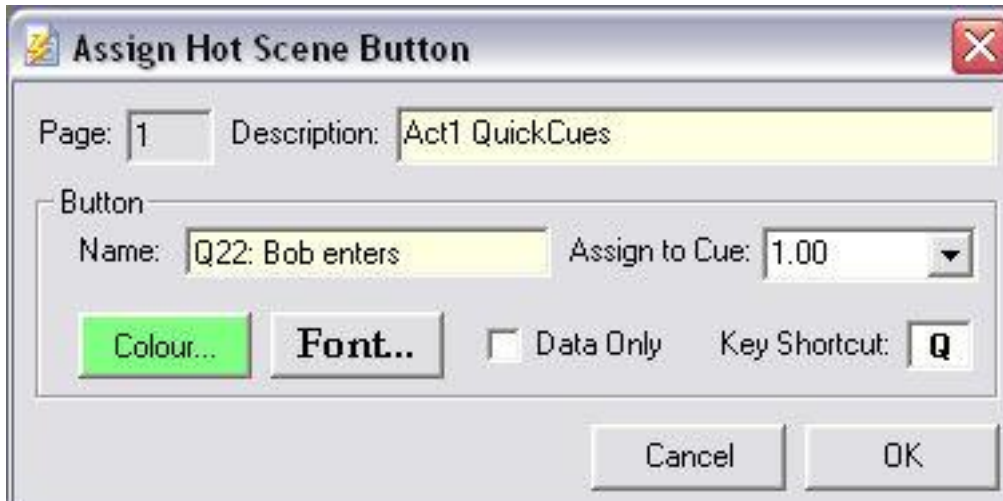 Assign Hot Scene Button
Page: 1 Description: Act1 QuickCues
Button
Name: Q22: Bob enters Assign to Cue: 1.00
Colour... Font... Data Only Key Shortcut: Q
Cancel OK